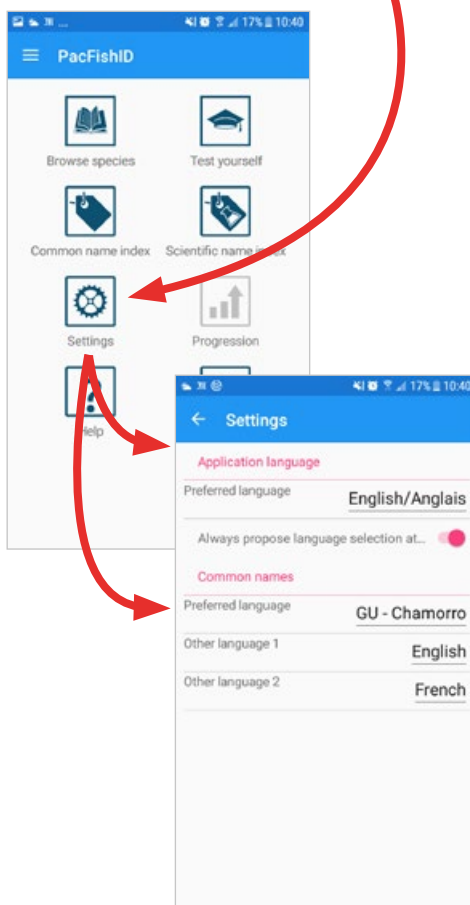 17% 10:40
PacFishID
Browse species
Test yourself
Common name index
Scientific name index
Settings
Progression
Help
17% 10:40
Settings
Application language
Preferred language
English/Anglais
Always propose language selection at...
Common names
Preferred language
GU - Chamorro
Other language 1
English
Other language 2
French